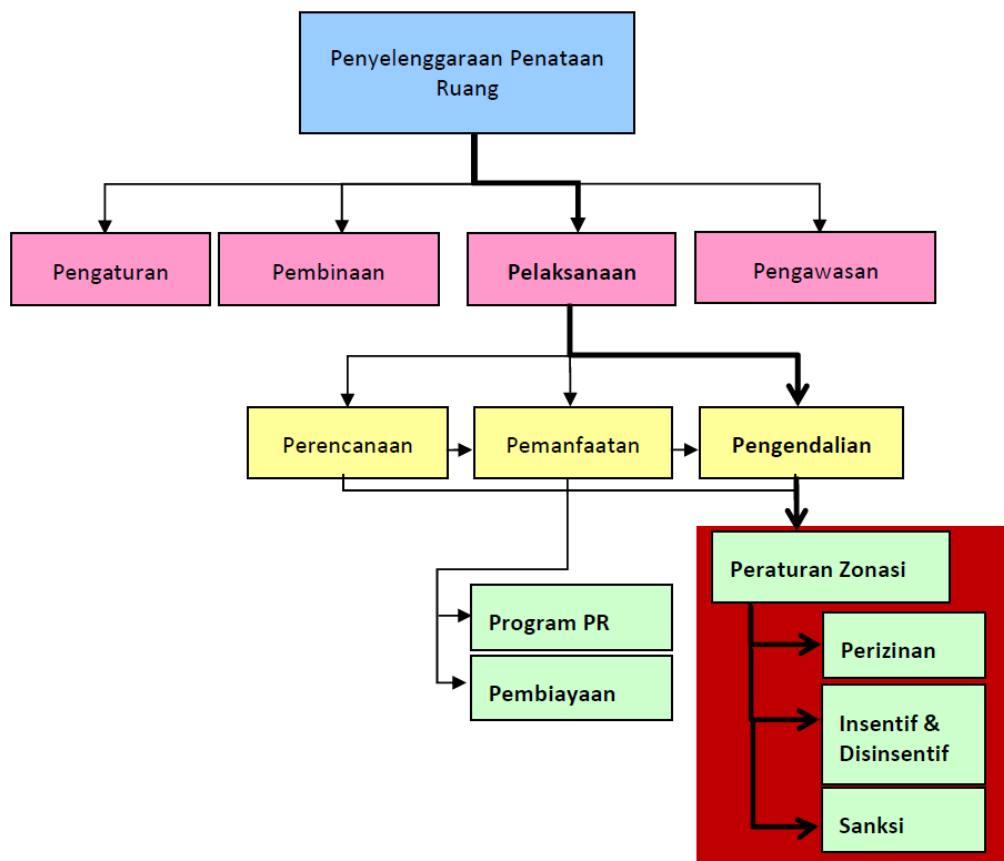 Penyelenggaraan Penataan
Ruang
Pengaturan
Pembinaan
Pelaksanaan
Pengawasan
Perencanaan
Pemanfaatan
Pengendalian
Peraturan Zonasi
Program PR
Perizinan
Pembiayaan
Insentif &
Disinsentif
Sanksi